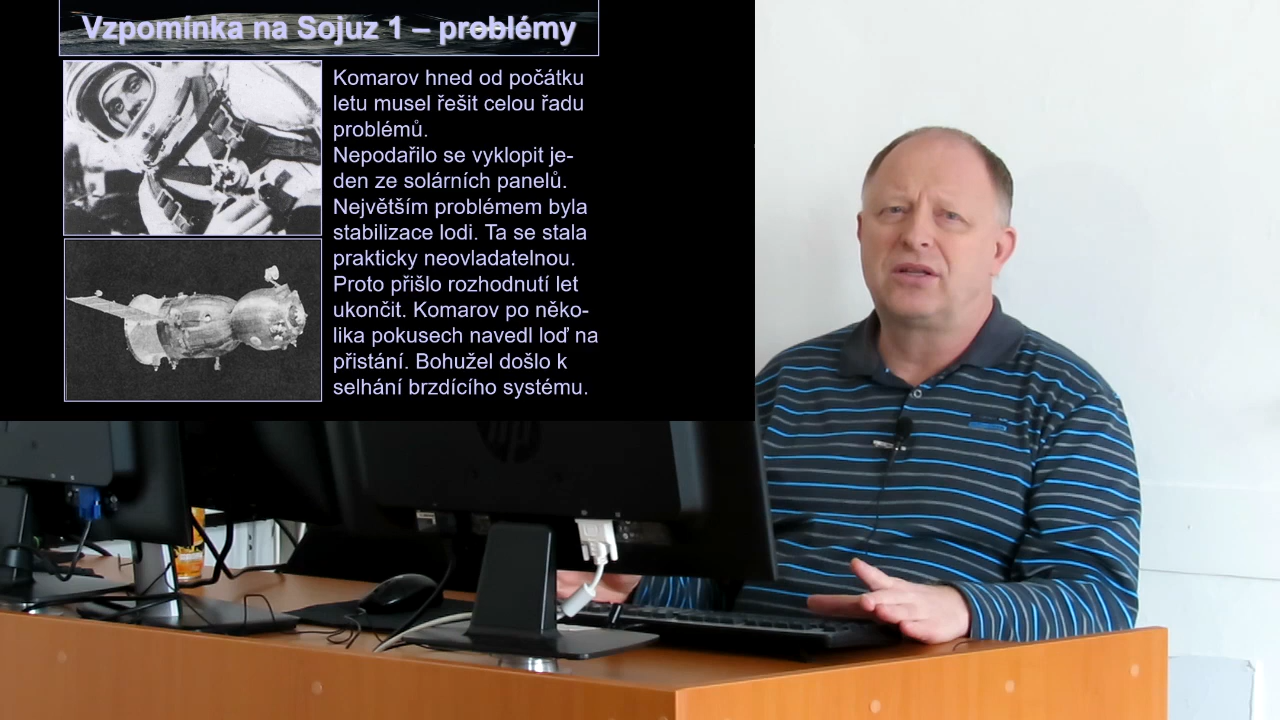 Vzpomínka na Sojuz 1 – problémy
Komarov hned od počátku
letu musel řešit celou řadu
problémů.
Nepodařilo se vyklopit je-
den ze solárních panelů.
Největším problémem byla
stabilizace lodi. Ta se stala
prakticky neovladatelnou.
Proto přišlo rozhodnutí let
ukončit. Komarov po něko-
lika pokusech navedl loď na
přistání. Bohužel došlo k
selhání brzdícího systému.
hp